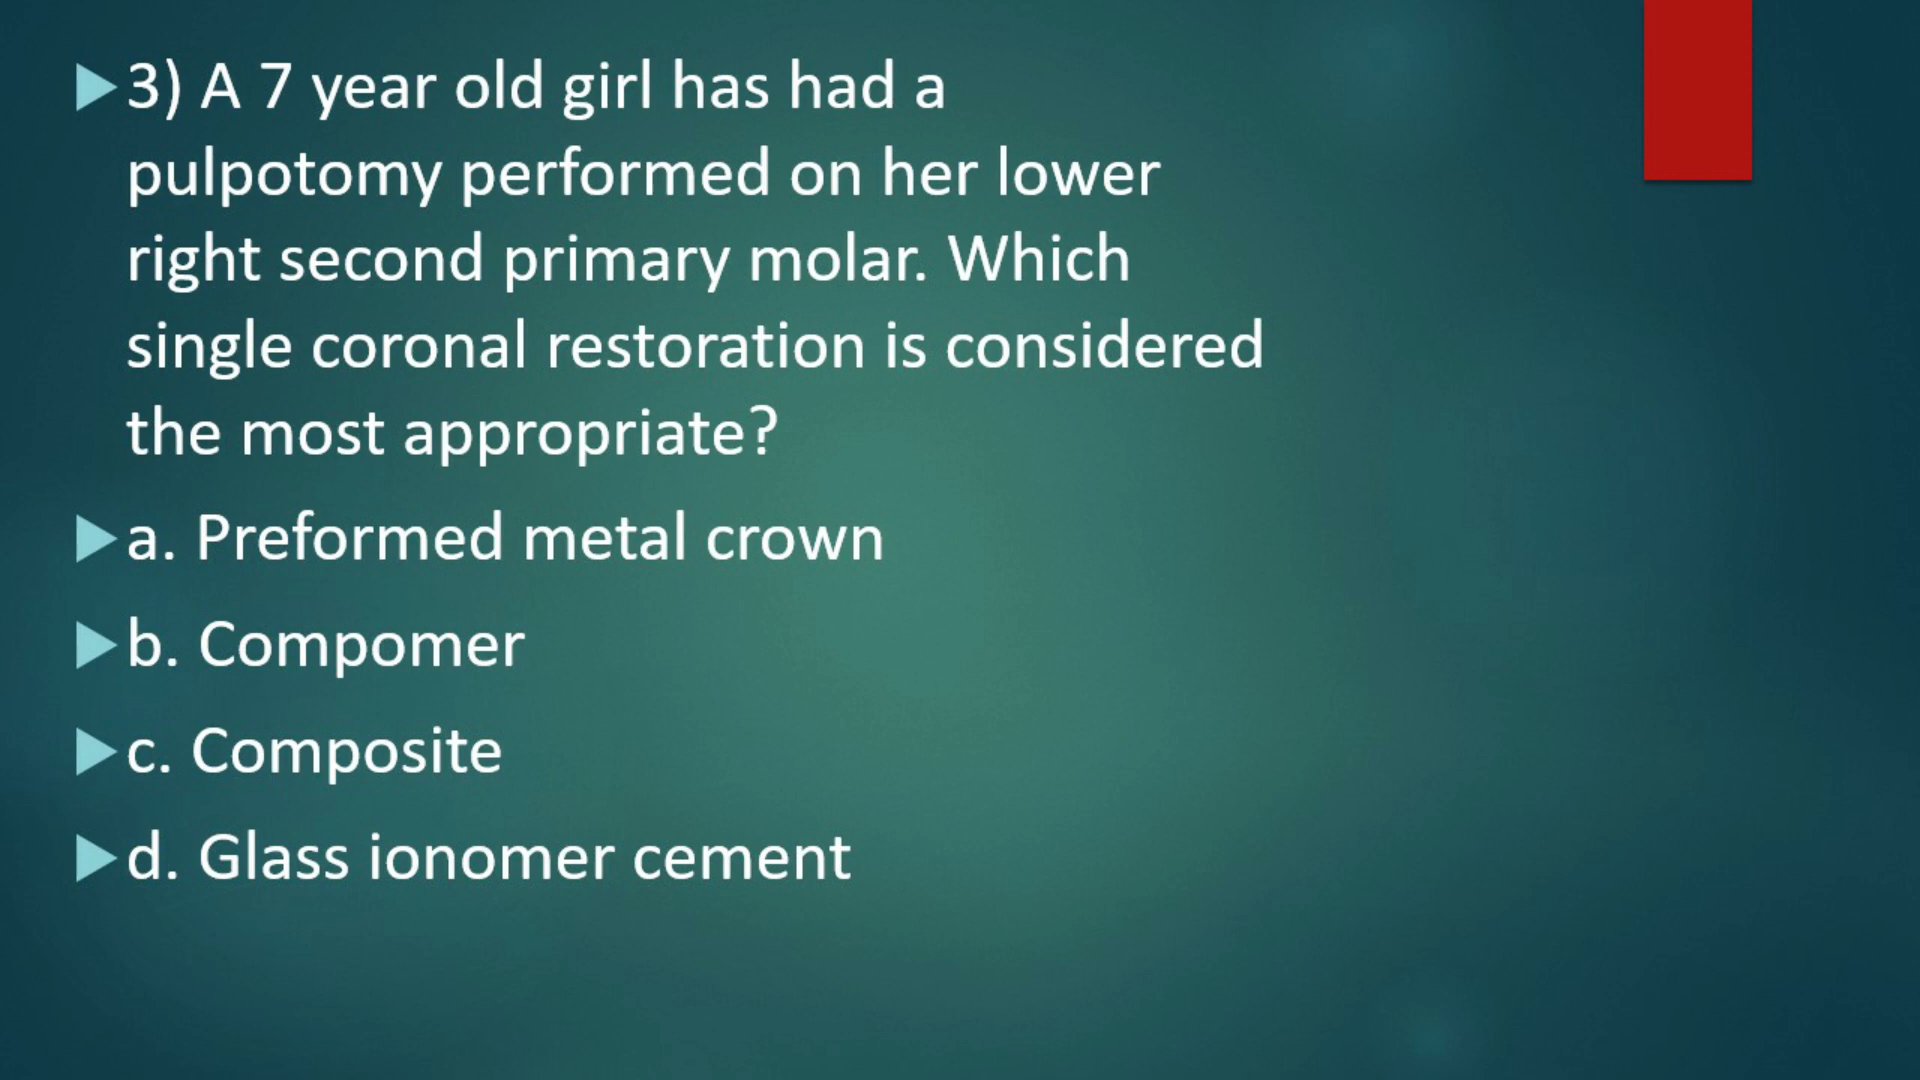 3) A 7 year old girl has had a
pulpotomy performed on her lower
right second primary molar. Which
single coronal restoration is considered
the most appropriate?
a. Preformed metal crown
b. Compomer
c. Composite
d. Glass ionomer cement